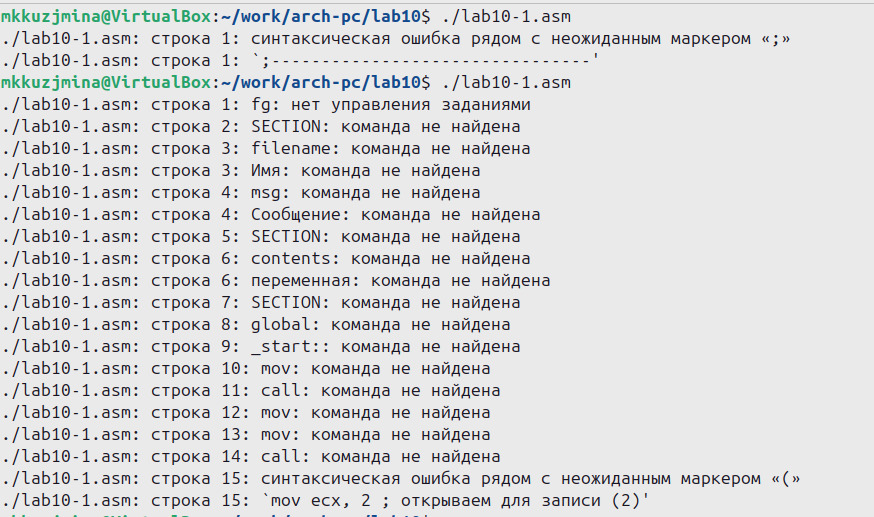 mkkuzjmina@VirtualBox:~/work/arch-pc/lab10$ ./lab10-1.asm
./lab10-1.asm: строка 1: синтаксическая ошибка рядом с неожиданным маркером «;»
./lab10-1.asm: строка 1: `;--------------------------------'
mkkuzjmina@VirtualBox:~/work/arch-pc/lab10$ ./lab10-1.asm
./lab10-1.asm: строка 1: fg: нет управления заданиями
./lab10-1.asm: строка 2: SECTION: команда не найдена
./lab10-1.asm: строка 3: filename: команда не найдена
./lab10-1.asm: строка 3: Имя: команда не найдена
./lab10-1.asm: строка 4: msg: команда не найдена
./lab10-1.asm: строка 4: Сообщение: команда не найдена
./lab10-1.asm: строка 5: SECTION: команда не найдена
./lab10-1.asm: строка 6: contents: команда не найдена
./lab10-1.asm: строка 6: переменная: команда не найдена
./lab10-1.asm: строка 7: SECTION: команда не найдена
./lab10-1.asm: строка 8: global: команда не найдена
./lab10-1.asm: строка 9: _start:: команда не найдена
./lab10-1.asm: строка 10: mov: команда не найдена
./lab10-1.asm: строка 11: call: команда не найдена
./lab10-1.asm: строка 12: mov: команда не найдена
./lab10-1.asm: строка 13: mov: команда не найдена
./lab10-1.asm: строка 14: call: команда не найдена
./lab10-1.asm: строка 15: синтаксическая ошибка рядом с неожиданным маркером «(»
./lab10-1.asm: строка 15: `mov ecx, 2 ; открываем для записи (2)'